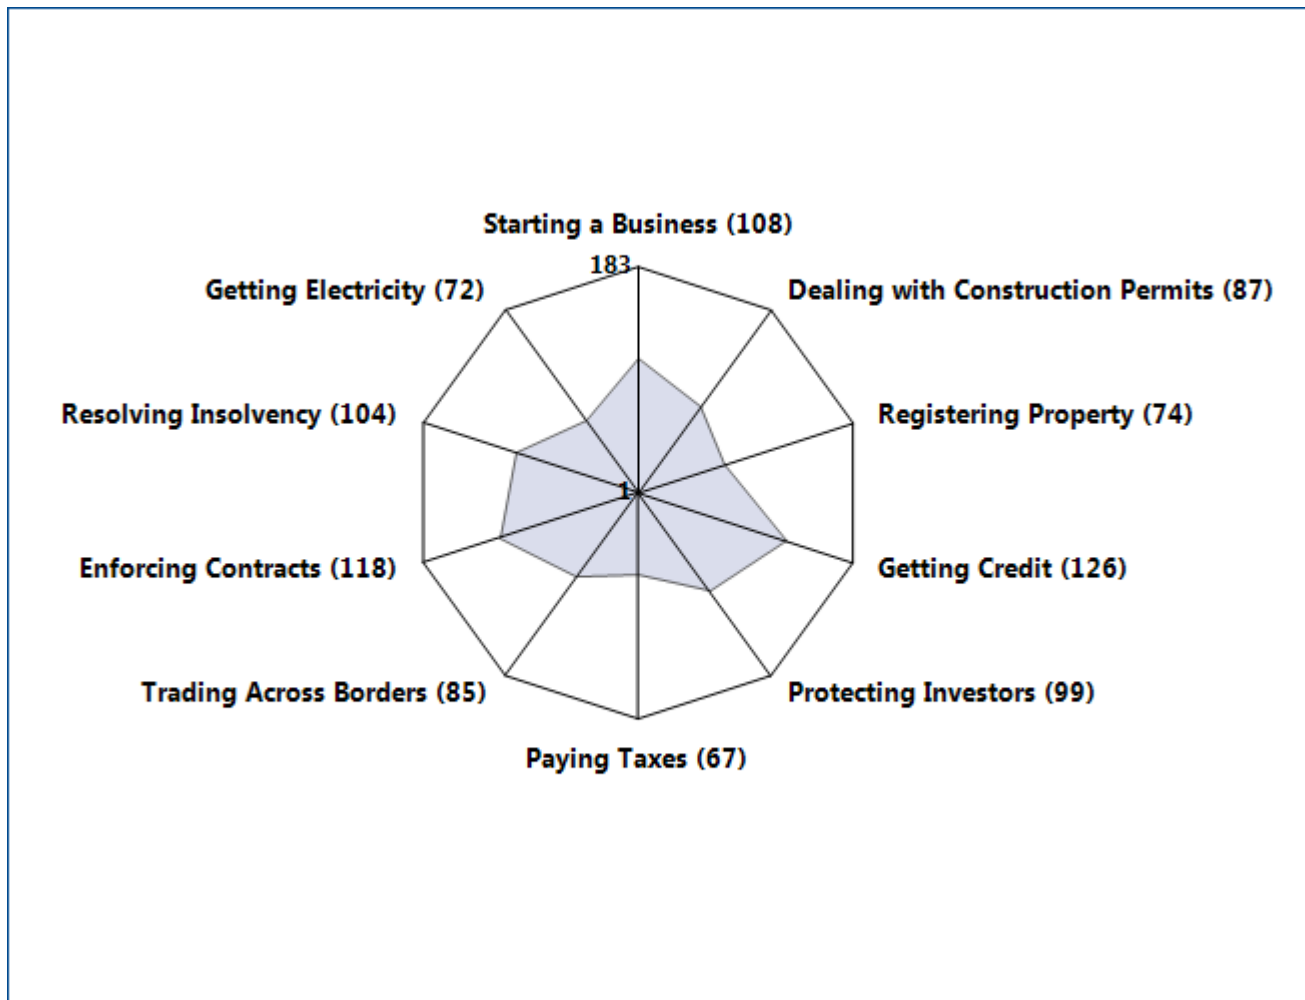 Starting a Business (108)
183
Getting Electricity (72)
Dealing with Construction Permits (87)
Resolving Insolvency (104)
Registering Property (74)
1
Enforcing Contracts (118)
Getting Credit (126)
Trading Across Borders (85)
Protecting Investors (99)
Paying Taxes (67)